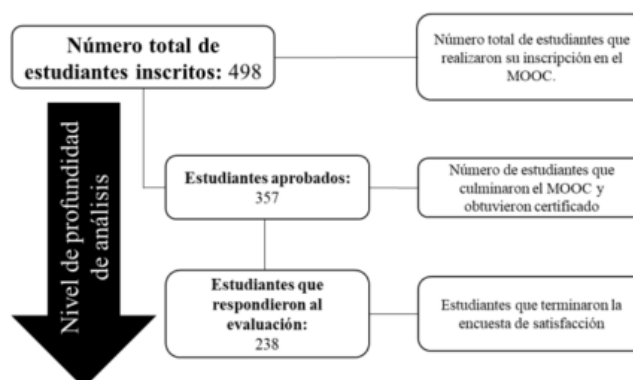 Número total de
estudiantes inscritos: 498
Número total de estudiantes que
realizaron su inscripción en el
MOOC.
Nivel de profundidad
de análisis
Estudiantes aprobados:
357
Número de estudiantes que
culminaron el MOOC y
obtuvieron certificado
Estudiantes que
respondieron al
evaluación:
238
Estudiantes que terminaron la
encuesta de satisfacción